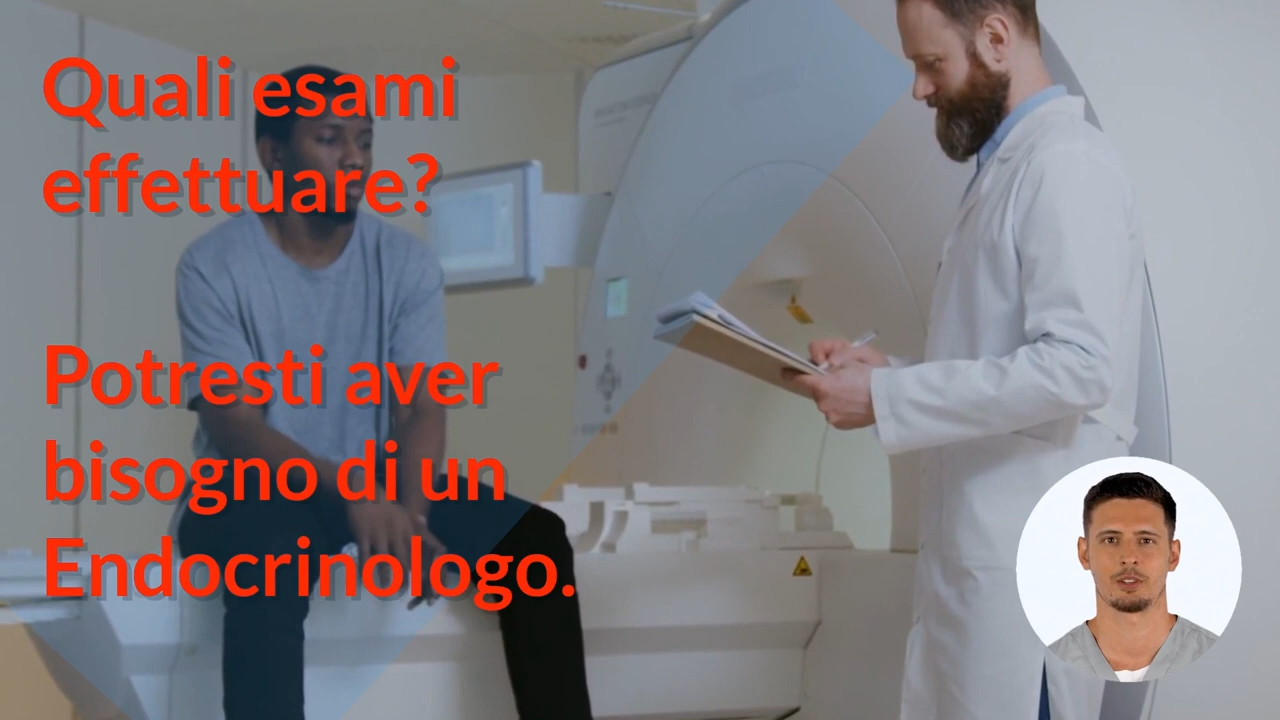 Quali esami
effettuare?
Potresti aver
bisogno di un
Endocrinologo.